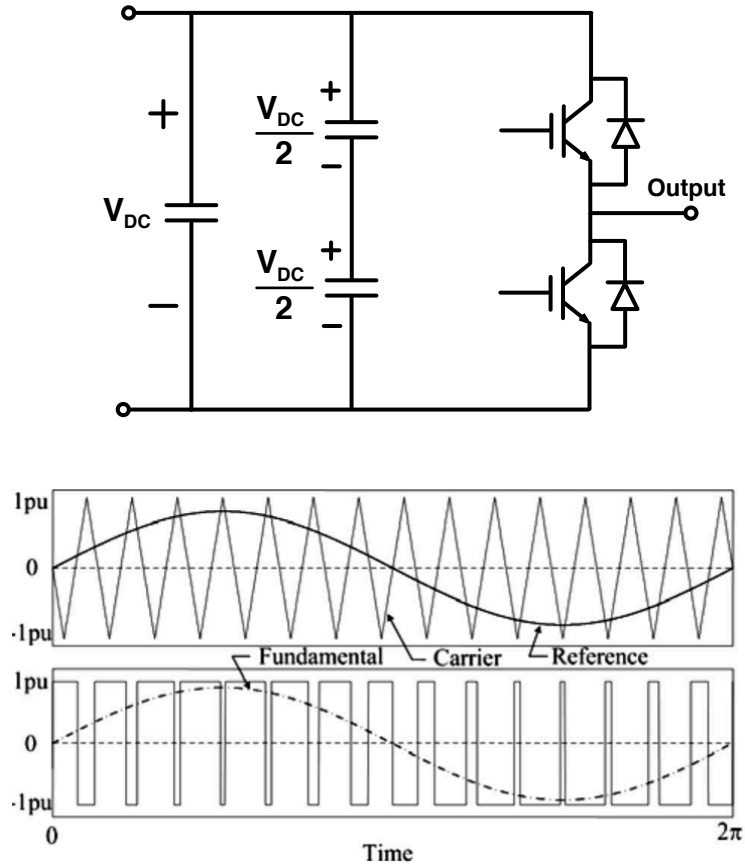 +
V_DC
−
+
V_DC
2
−
+
V_DC
2
−
Output
1pu
0
-1pu
Fundamental
Carrier
Reference
1pu
0
-1pu
0
2π
Time